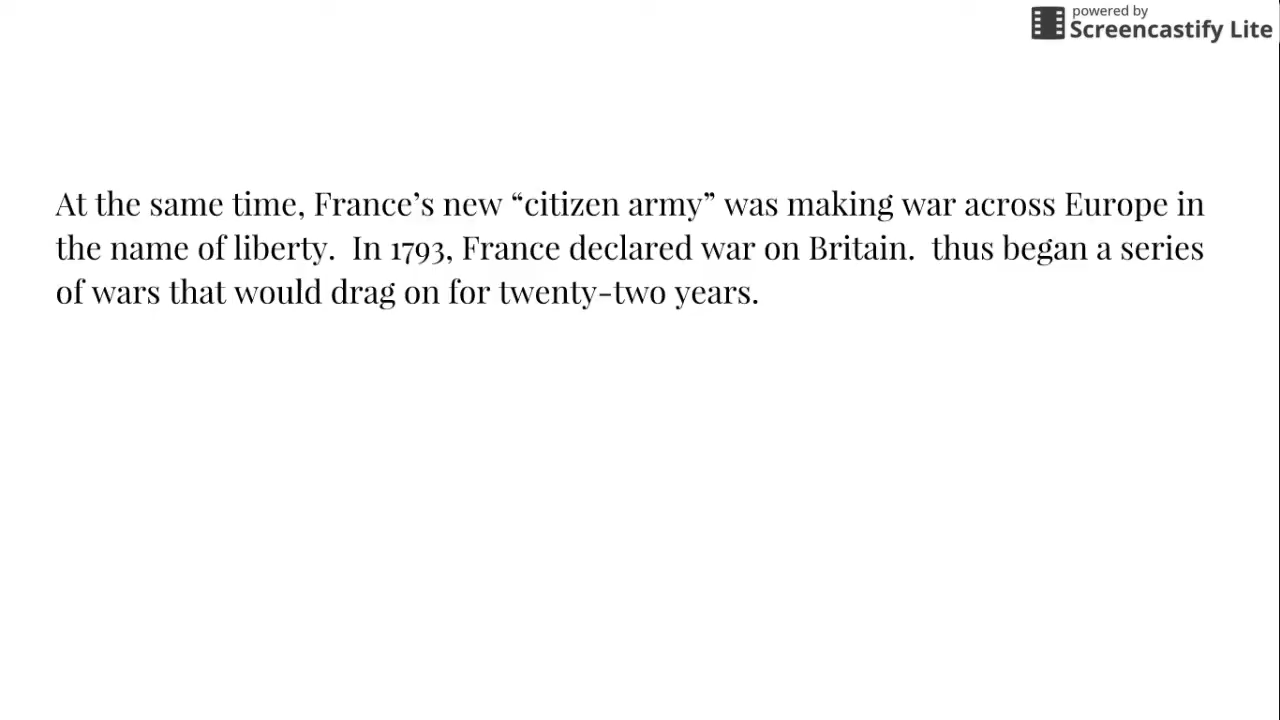 powered by
Screencastify Lite
At the same time, France’s new “citizen army” was making war across Europe in
the name of liberty.  In 1793, France declared war on Britain.  thus began a series
of wars that would drag on for twenty-two years.